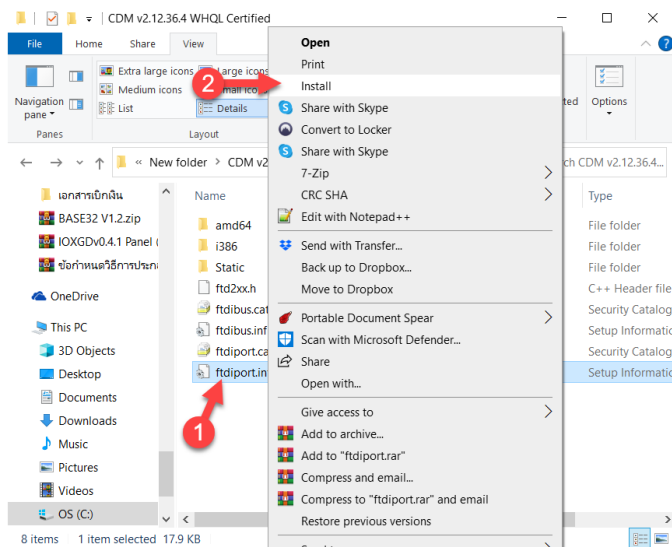 CDM v2.12.36.4 WHQL Certified
File Home Share View
Extra large icons Large icons
Medium icons Small ico
List Details
Navigation pane
Options
Panes Layout
« New folder > CDM v2
CDM v2.12.36.4...
เอกสารเบิกเงิน
BASE32 V1.2.zip
IOXGDv0.4.1 Panel (
ข้อกำหนดวิธีการประก
OneDrive
This PC
3D Objects
Desktop
Documents
Downloads
Music
Pictures
Videos
OS (C:)
Name
amd64
i386
Static
ftd2xx.h
ftdibus.cat
ftdibus.inf
ftdiport.ca
ftdiport.in
1
2
Open
Print
Install
Share with Skype
Convert to Locker
Share with Skype
7-Zip
CRC SHA
Edit with Notepad++
Send with Transfer...
Back up to Dropbox...
Move to Dropbox
Portable Document Spear
Scan with Microsoft Defender...
Share
Open with...
Give access to
Add to archive...
Add to "ftdiport.rar"
Compress and email...
Compress to "ftdiport.rar" and email
Restore previous versions
Type
File folder
File folder
File folder
C++ Header file
Security Catalog
Setup Informatio
Security Catalog
Setup Informatio
8 items 1 item selected 17.9 KB